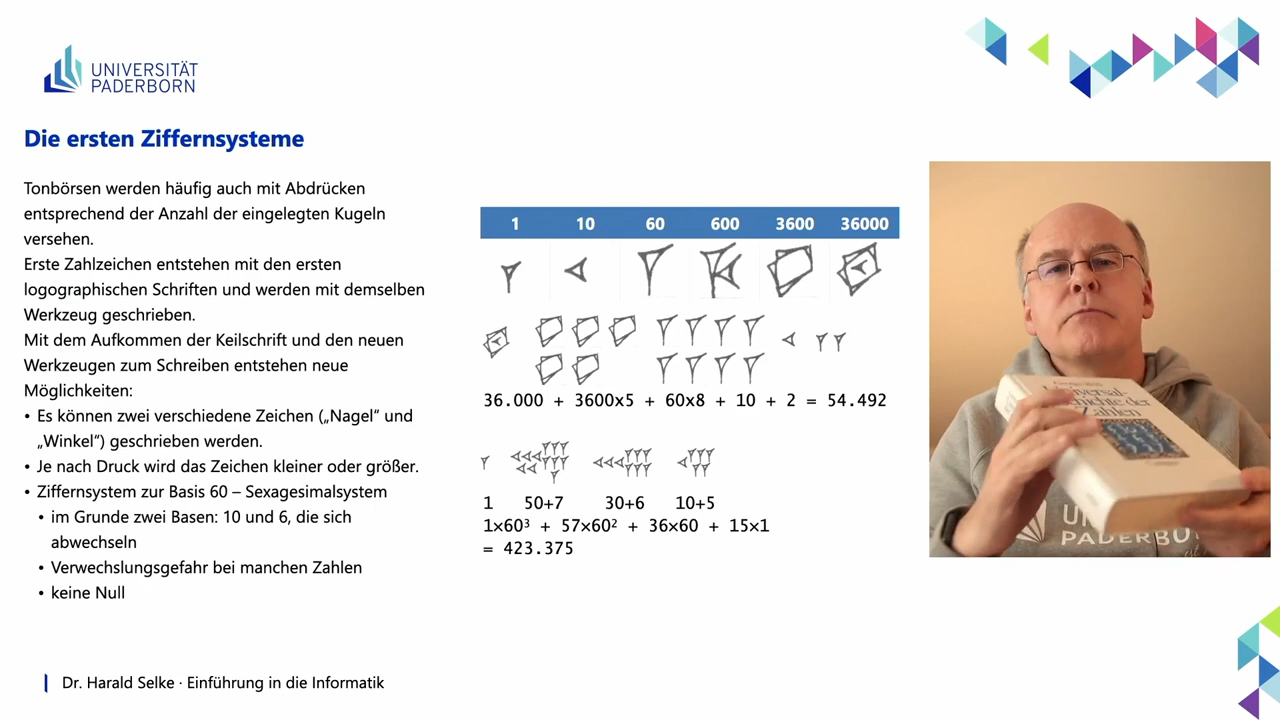 UNIVERSITÄT
PADERBORN
Die ersten Ziffernsysteme
Tonbörsen werden häufig auch mit Abdrücken
entsprechend der Anzahl der eingelegten Kugeln
versehen.
Erste Zahlzeichen entstehen mit den ersten
logographischen Schriften und werden mit demselben
Werkzeug geschrieben.
Mit dem Aufkommen der Keilschrift und den neuen
Werkzeugen zum Schreiben entstehen neue
Möglichkeiten:
• Es können zwei verschiedene Zeichen („Nagel“ und
„Winkel“) geschrieben werden.
• Je nach Druck wird das Zeichen kleiner oder größer.
• Ziffernsystem zur Basis 60 – Sexagesimalsystem
• im Grunde zwei Basen: 10 und 6, die sich
abwechseln
• Verwechslungsgefahr bei manchen Zahlen
• keine Null
1 10 60 600 3600 36000
36.000 + 3600x5 + 60x8 + 10 + 2 = 54.492
1 50+7 30+6 10+5
1×60³ + 57×60² + 36×60 + 15×1
= 423.375
Zahlen
PADERBO
Dr. Harald Selke · Einführung in die Informatik